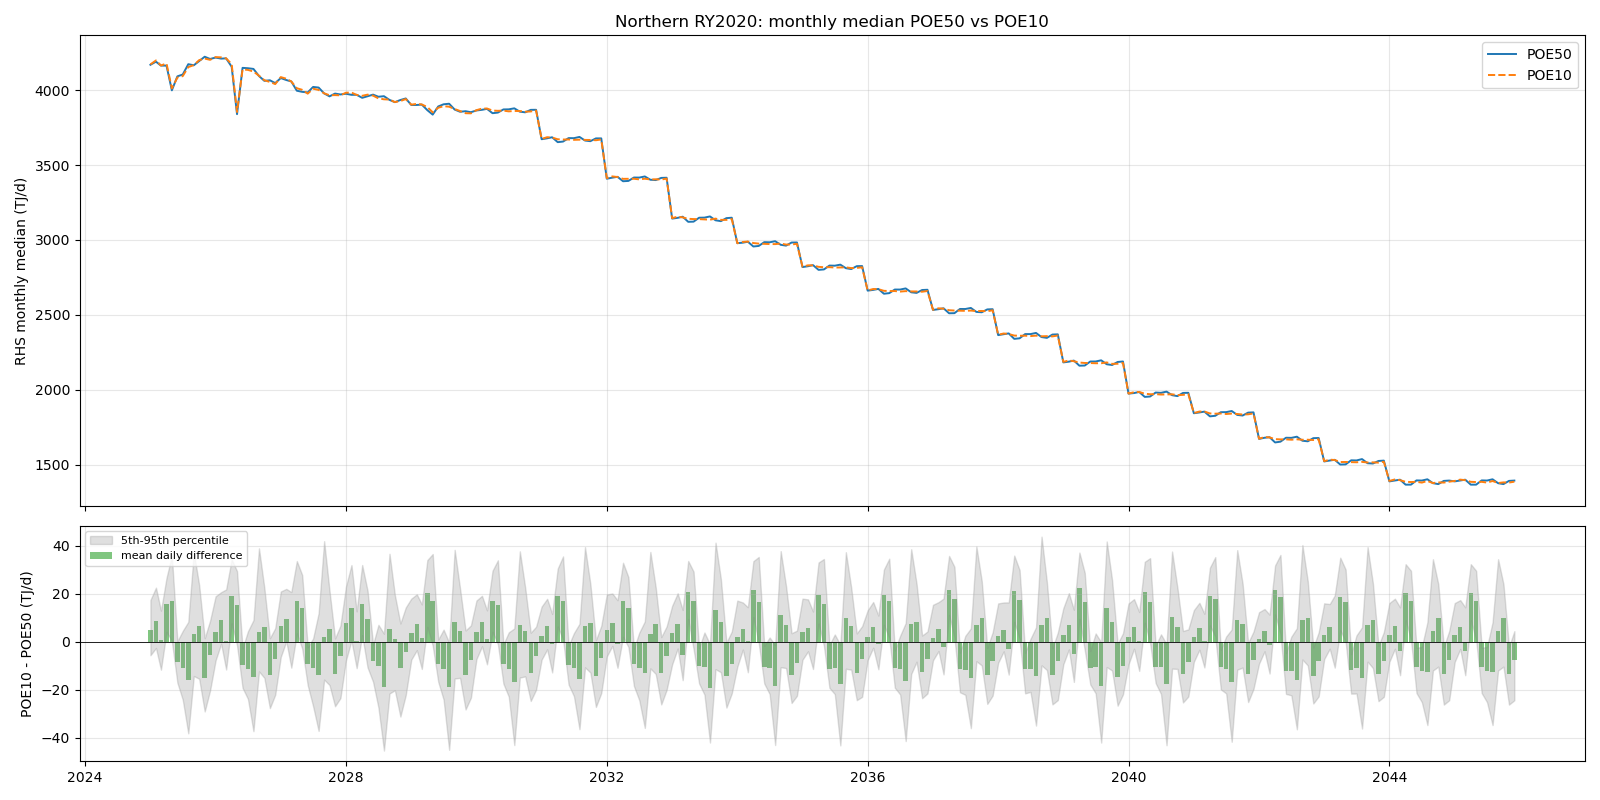 Northern RY2020: monthly median POE50 vs POE10
RHS monthly median (TJ/d)
4000
3500
3000
2500
2000
1500
POE50
POE10
POE10 - POE50 (TJ/d)
40
20
0
−20
−40
5th-95th percentile
mean daily difference
2024
2028
2032
2036
2040
2044